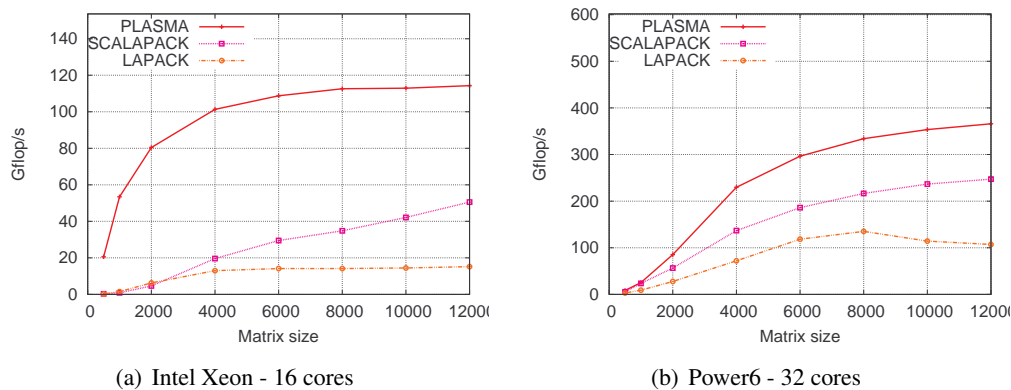 140
120
100
80
60
40
20
0
Gflop/s
PLASMA
SCALAPACK
LAPACK
0 2000 4000 6000 8000 10000 12000
Matrix size
(a) Intel Xeon - 16 cores
600
500
400
300
200
100
0
Gflop/s
PLASMA
SCALAPACK
LAPACK
0 2000 4000 6000 8000 10000 12000
Matrix size
(b) Power6 - 32 cores